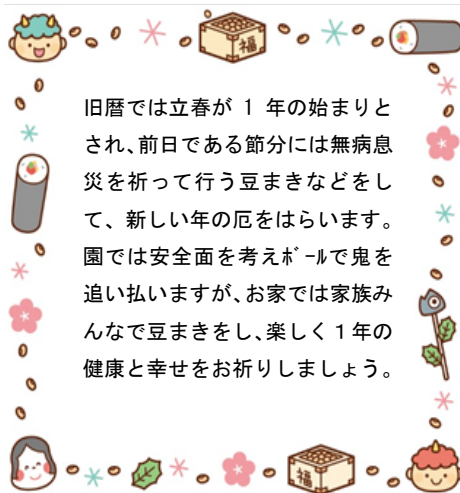 福
旧暦では立春が 1 年の始まりと
され、前日である節分には無病息
災を祈って行う豆まきなどをし
て、新しい年の厄をはらいます。
園では安全面を考えボールで鬼を
追い払いますが、お家では家族み
んなで豆まきをし、楽しく１年の
健康と幸せをお祈りしましょう。
福